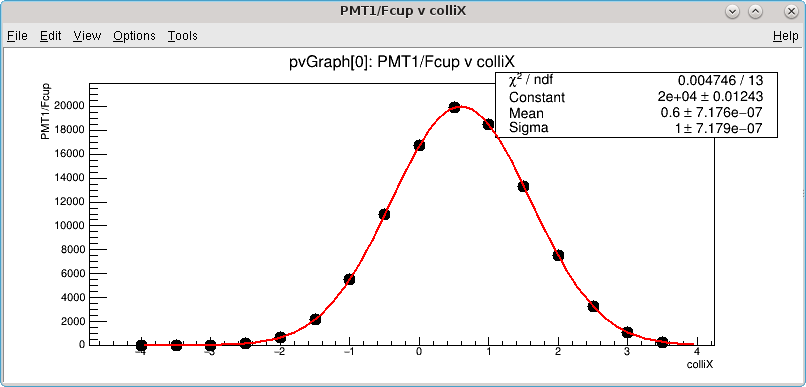 PMT1/Fcup v colliX
File Edit View Options Tools Help
pvGraph[0]: PMT1/Fcup v colliX
χ² / ndf 0.004746 / 13
Constant 2e+04 ± 0.01243
Mean 0.6 ± 7.176e−07
Sigma 1 ± 7.179e−07
PMT1/Fcup
20000
18000
16000
14000
12000
10000
8000
6000
4000
2000
0
−4 −3 −2 −1 0 1 2 3 4
colliX